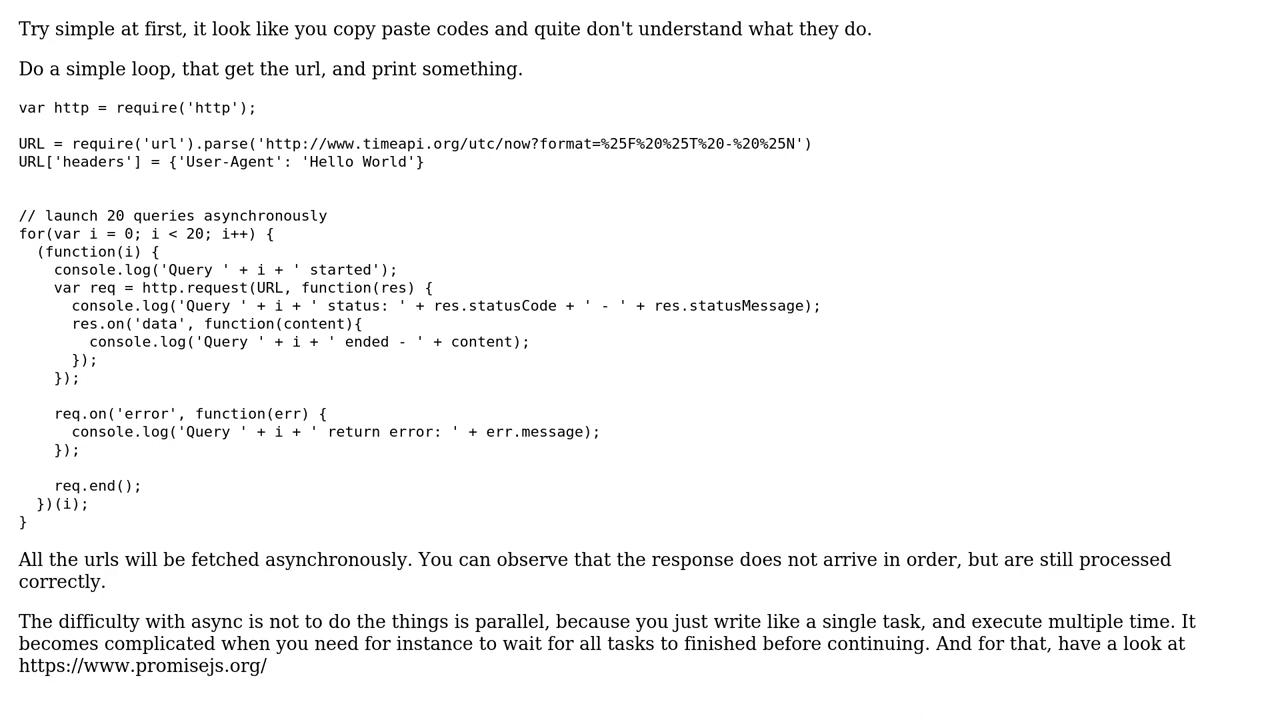 Try simple at first, it look like you copy paste codes and quite don't understand what they do.
Do a simple loop, that get the url, and print something.
var http = require('http');
URL = require('url').parse('http://www.timeapi.org/utc/now?format=%25F%20%25T%20-%20%25N')
URL['headers'] = {'User-Agent': 'Hello World'}
// launch 20 queries asynchronously
for(var i = 0; i < 20; i++) {
  (function(i) {
    console.log('Query ' + i + ' started');
    var req = http.request(URL, function(res) {
      console.log('Query ' + i + ' status: ' + res.statusCode + ' - ' + res.statusMessage);
      res.on('data', function(content){
        console.log('Query ' + i + ' ended - ' + content);
      });
    });
    req.on('error', function(err) {
      console.log('Query ' + i + ' return error: ' + err.message);
    });
    req.end();
  })(i);
}
All the urls will be fetched asynchronously. You can observe that the response does not arrive in order, but are still processed
correctly.
The difficulty with async is not to do the things is parallel, because you just write like a single task, and execute multiple time. It
becomes complicated when you need for instance to wait for all tasks to finished before continuing. And for that, have a look at
https://www.promisejs.org/